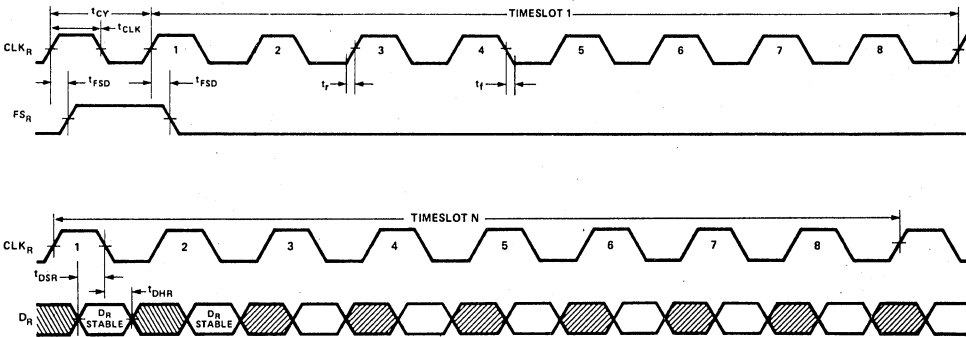 tCY
TIMESLOT 1
tCLK
CLKR
1 2 3 4 5 6 7 8
tFSD tFSD tr tf
FSR
TIMESLOT N
CLKR
1 2 3 4 5 6 7 8
tDSR
tDHR
DR
DR STABLE
DR STABLE